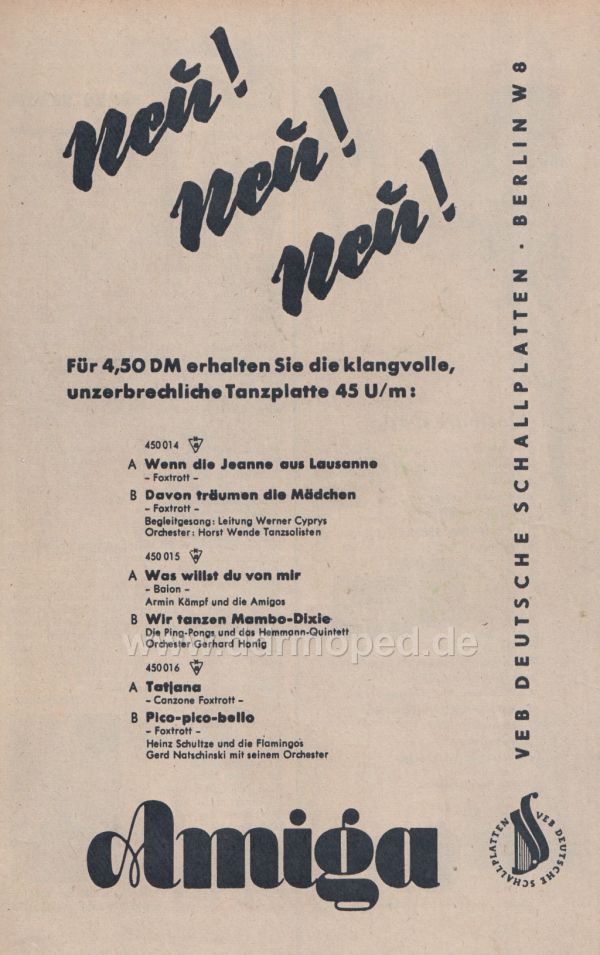 Neu!
Neu!
Neu!
Für 4,50 DM erhalten Sie die klangvolle,
unzerbrechliche Tanzplatte 45 U/m:
450 014
A Wenn die Jeanne aus Lausanne
– Foxtrott –
B Davon träumen die Mädchen
– Foxtrott –
Begleitgesang: Leitung Werner Cyprys
Orchester: Horst Wende Tanzsolisten
450 015
A Was willst du von mir
– Baion –
Armin Kämpf und die Amigos
B Wir tanzen Mambo-Dixie
Die Ping-Pongs und das Hemmann-Quintett
Orchester Gerhard Honig
450 016
A Tatjana
– Canzone Foxtrott –
B Pico-pico-bello
– Foxtrott –
Heinz Schultze und die Flamingos
Gerd Natschinski mit seinem Orchester
Amiga
VEB DEUTSCHE SCHALLPLATTEN · BERLIN W 8
VEB DEUTSCHE SCHALLPLATTEN